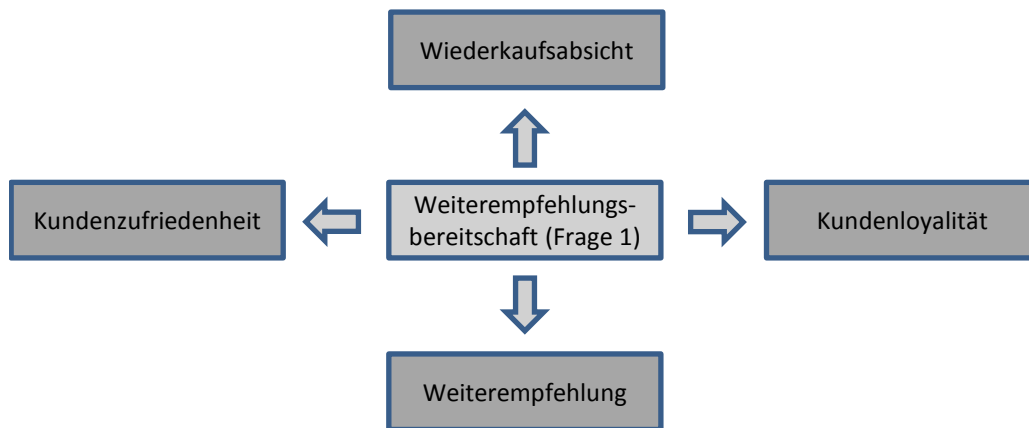 Wiederkaufsabsicht
Kundenzufriedenheit
Weiterempfehlungs-
bereitschaft (Frage 1)
Kundenloyalität
Weiterempfehlung